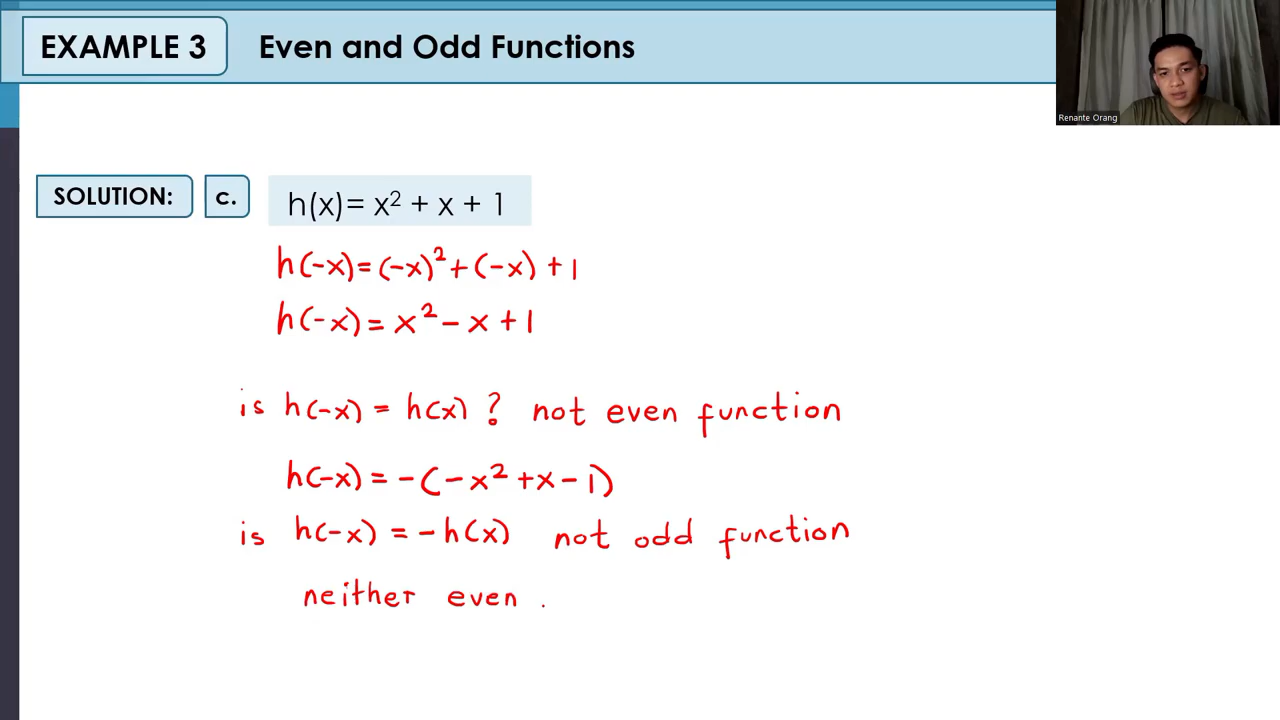 EXAMPLE 3 Even and Odd Functions
Renante Orang
SOLUTION: c. h(x)= x² + x + 1
h(-x)=(-x)²+(-x)+1
h(-x)=x²-x+1
is h(-x)=h(x)? not even function
h(-x)=-(-x²+x-1)
is h(-x)=-h(x) not odd function
neither even